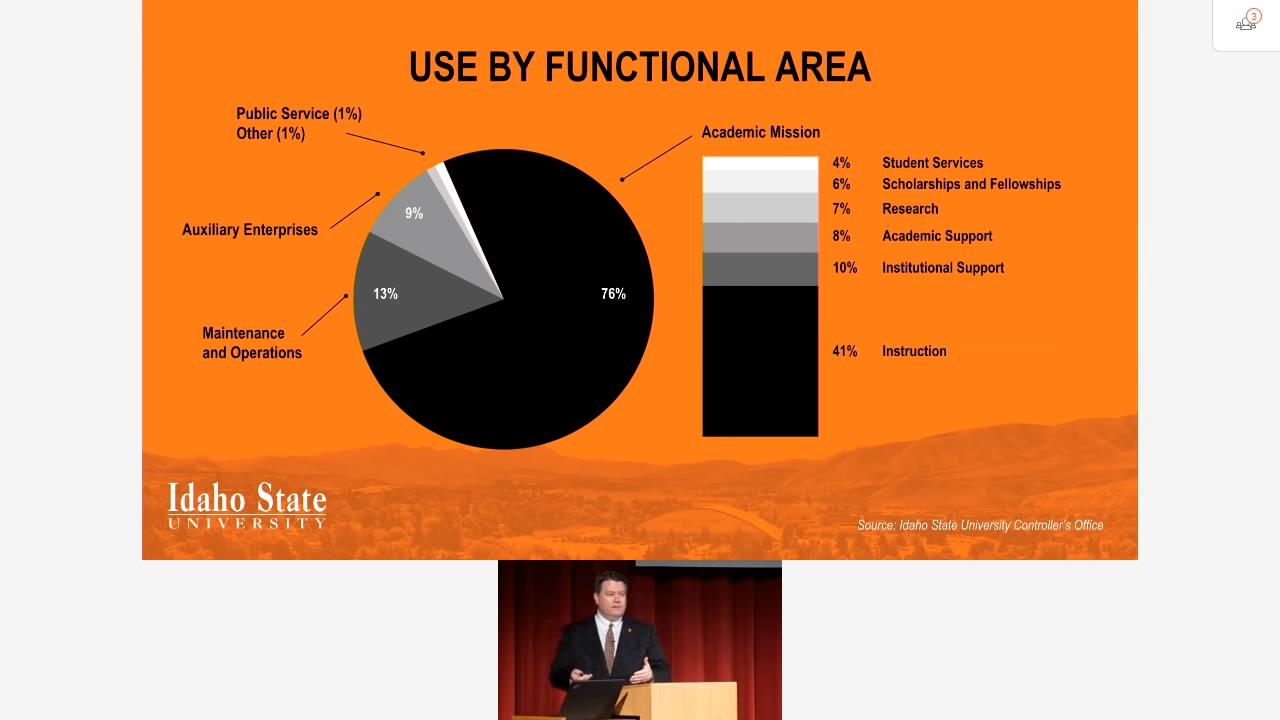 3
USE BY FUNCTIONAL AREA
Public Service (1%)
Other (1%)
Academic Mission
4% Student Services
6% Scholarships and Fellowships
7% Research
9%
Auxiliary Enterprises
8% Academic Support
10% Institutional Support
13%
76%
Maintenance
and Operations
41% Instruction
Idaho State
UNIVERSITY
Source: Idaho State University Controller's Office